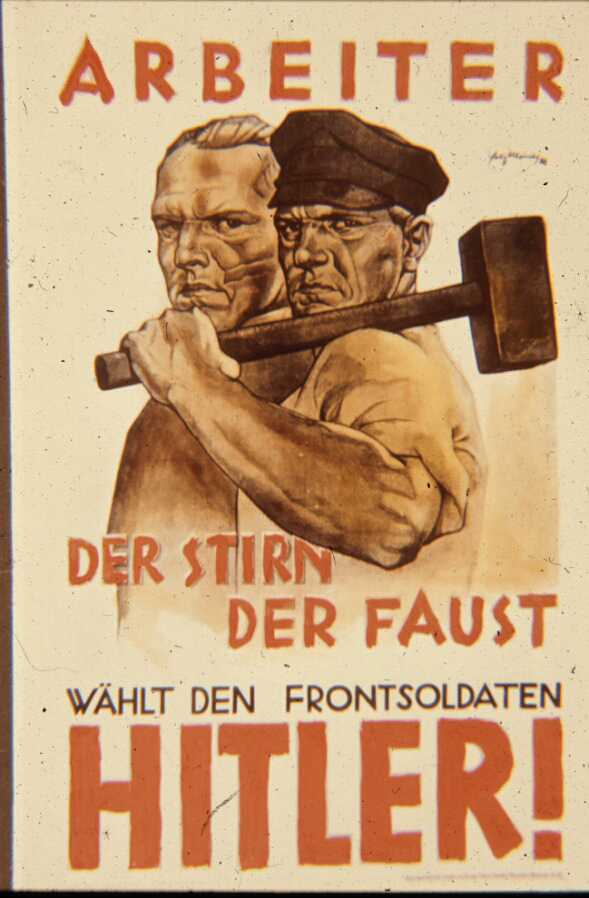 ARBEITER
DER STIRN
DER FAUST
WÄHLT DEN FRONTSOLDATEN
HITLER!